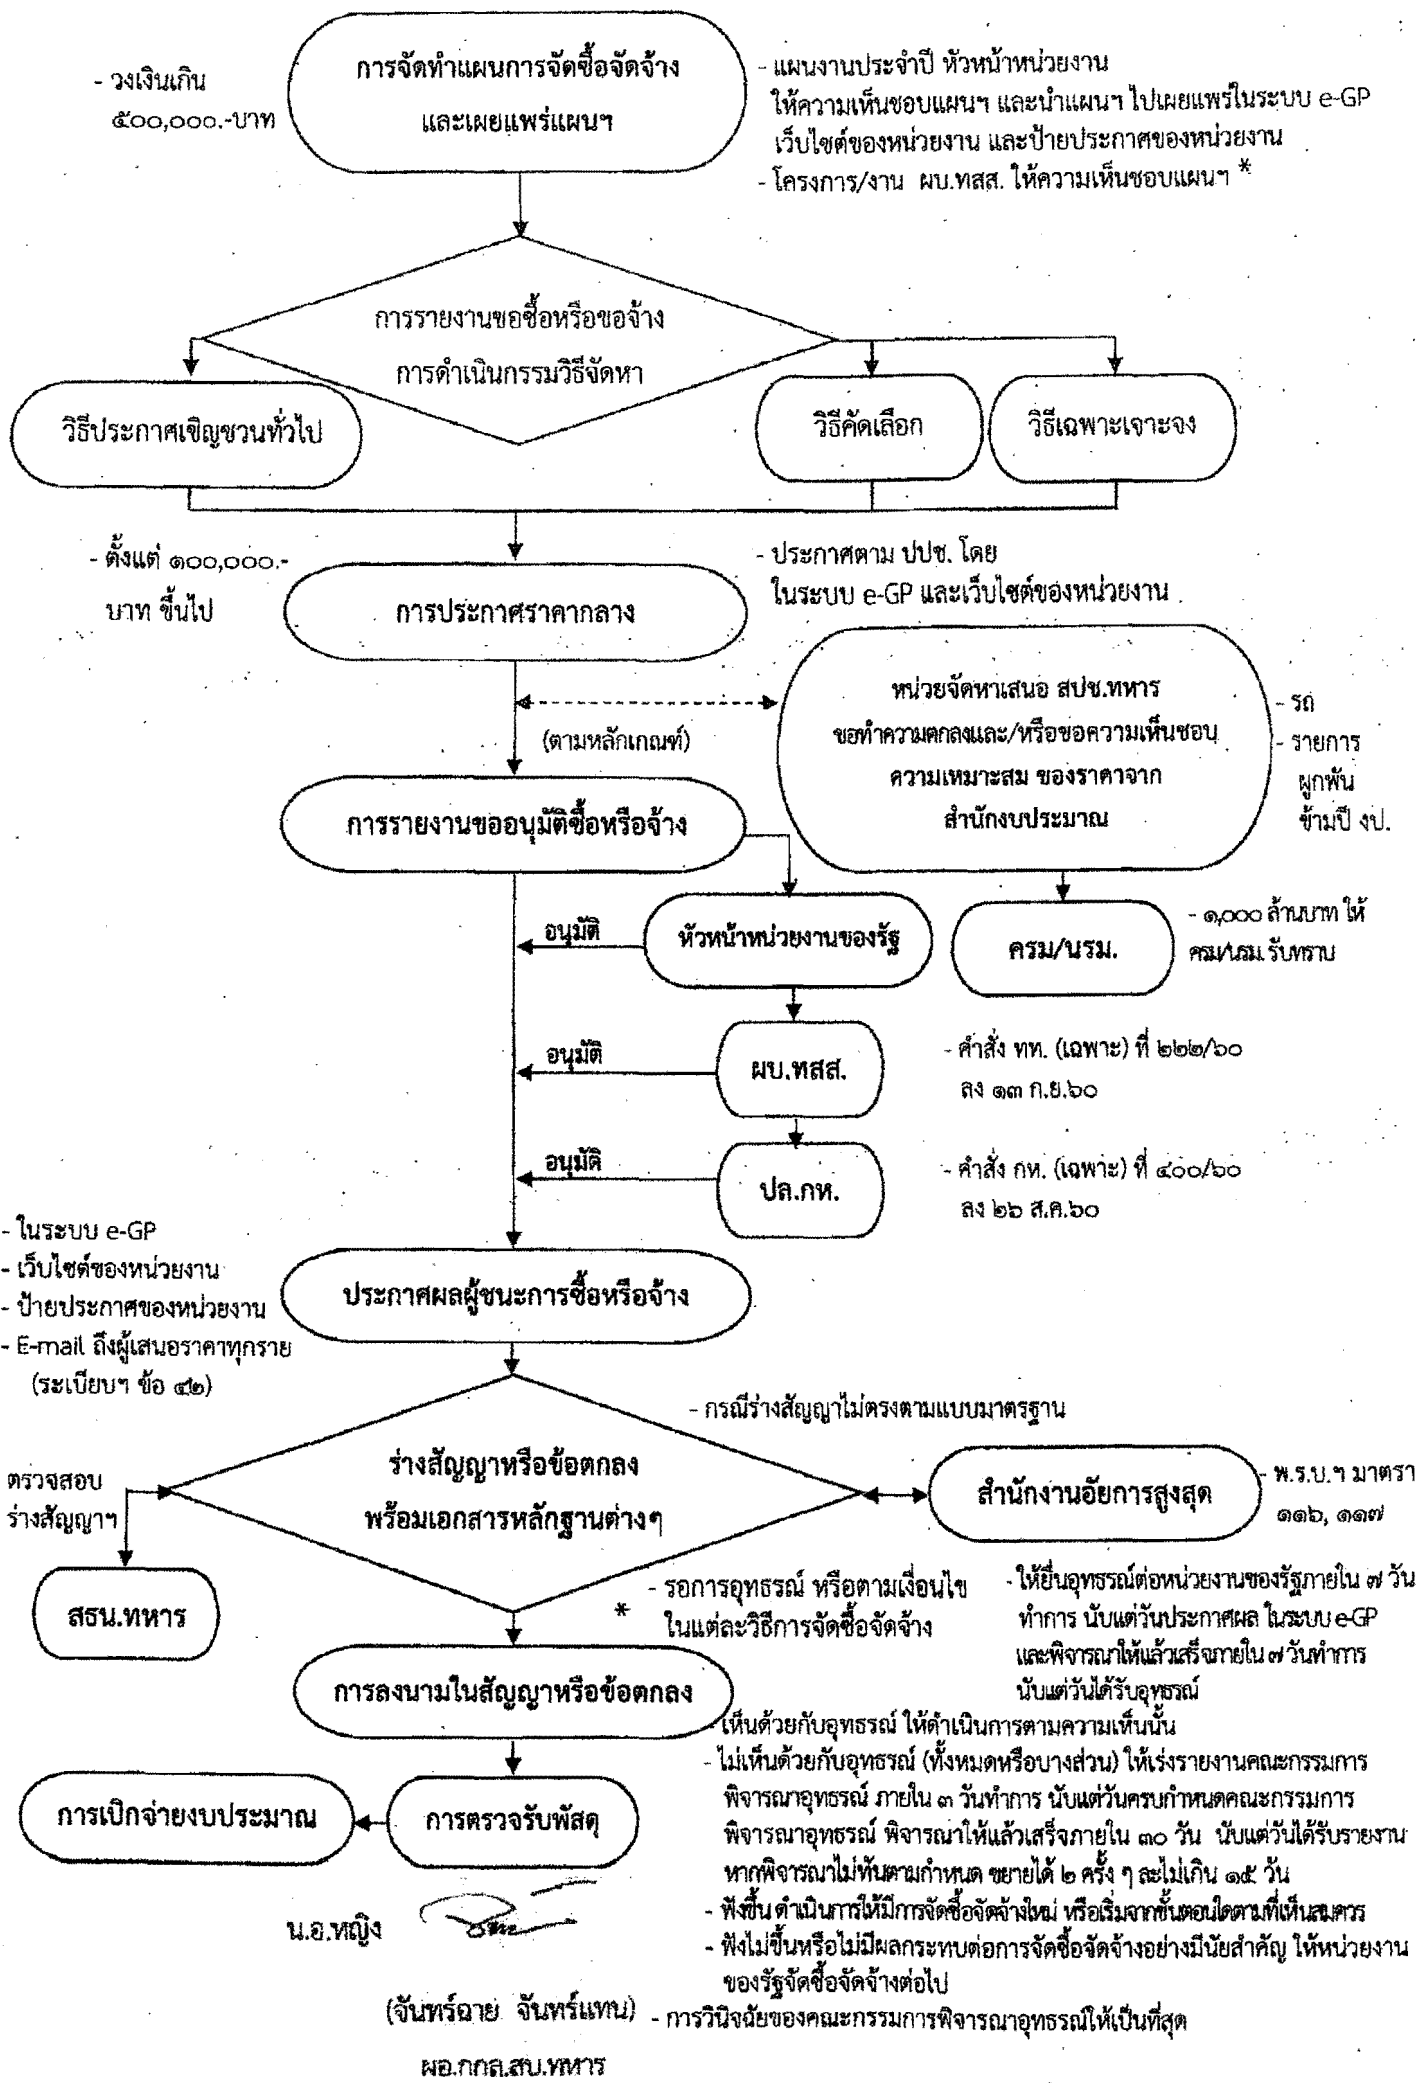 - วงเงินเกิน
๕๐๐,๐๐๐.-บาท
การจัดทำแผนการจัดซื้อจัดจ้าง
และเผยแพร่แผนฯ
- แผนงานประจำปี หัวหน้าหน่วยงาน
ให้ความเห็นชอบแผนฯ และนำแผนฯ ไปเผยแพร่ในระบบ e-GP
เว็บไซต์ของหน่วยงาน และป้ายประกาศของหน่วยงาน
- โครงการ/งาน ผบ.ทสส. ให้ความเห็นชอบแผนฯ *
การรายงานขอซื้อหรือขอจ้าง
การดำเนินกรรมวิธีจัดหา
วิธีประกาศเชิญชวนทั่วไป
วิธีคัดเลือก
วิธีเฉพาะเจาะจง
- ตั้งแต่ ๑๐๐,๐๐๐.-
บาท ขึ้นไป
การประกาศราคากลาง
- ประกาศตาม ปปช. โดย
ในระบบ e-GP และเว็บไซต์ของหน่วยงาน
(ตามหลักเกณฑ์)
หน่วยจัดหาเสนอ สปช.ทหาร
ขอทำความตกลงและ/หรือขอความเห็นชอบ
ความเหมาะสม ของราคาจาก
สำนักงบประมาณ
- รถ
- รายการ
ผูกพัน
ข้ามปี งป.
การรายงานขออนุมัติซื้อหรือจ้าง
อนุมัติ
หัวหน้าหน่วยงานของรัฐ
ครม/นรม.
- ๑,๐๐๐ ล้านบาท ให้
ครม/นรม. รับทราบ
อนุมัติ
ผบ.ทสส.
- คำสั่ง ทท. (เฉพาะ) ที่ ๒๒๒/๖๐
ลง ๑๓ ก.ย.๖๐
อนุมัติ
ปล.กห.
- คำสั่ง กห. (เฉพาะ) ที่ ๔๐๐/๖๐
ลง ๒๖ ส.ค.๖๐
- ในระบบ e-GP
- เว็บไซต์ของหน่วยงาน
- ป้ายประกาศของหน่วยงาน
- E-mail ถึงผู้เสนอราคาทุกราย
(ระเบียบฯ ข้อ ๔๒)
ประกาศผลผู้ชนะการซื้อหรือจ้าง
- กรณีร่างสัญญาไม่ตรงตามแบบมาตรฐาน
ร่างสัญญาหรือข้อตกลง
พร้อมเอกสารหลักฐานต่างๆ
ตรวจสอบ
ร่างสัญญาฯ
สธน.ทหาร
สำนักงานอัยการสูงสุด
- พ.ร.บ.ฯ มาตรา
๑๑๖, ๑๑๗
* - รอการอุทธรณ์ หรือตามเงื่อนไข
ในแต่ละวิธีการจัดซื้อจัดจ้าง
- ให้ยื่นอุทธรณ์ต่อหน่วยงานของรัฐภายใน ๗ วัน
ทำการ นับแต่วันประกาศผล ในระบบ e-GP
และพิจารณาให้แล้วเสร็จภายใน ๗ วันทำการ
นับแต่วันได้รับอุทธรณ์
การลงนามในสัญญาหรือข้อตกลง
- เห็นด้วยกับอุทธรณ์ ให้ดำเนินการตามความเห็นนั้น
- ไม่เห็นด้วยกับอุทธรณ์ (ทั้งหมดหรือบางส่วน) ให้เร่งรายงานคณะกรรมการ
พิจารณาอุทธรณ์ ภายใน ๓ วันทำการ นับแต่วันครบกำหนดคณะกรรมการ
พิจารณาอุทธรณ์ พิจารณาให้แล้วเสร็จภายใน ๓๐ วัน นับแต่วันได้รับรายงาน
หากพิจารณาไม่ทันตามกำหนด ขยายได้ ๒ ครั้ง ๆ ละไม่เกิน ๑๕ วัน
- ฟังขึ้น ดำเนินการให้มีการจัดซื้อจัดจ้างใหม่ หรือเริ่มจากขั้นตอนใดตามที่เห็นสมควร
- ฟังไม่ขึ้นหรือไม่มีผลกระทบต่อการจัดซื้อจัดจ้างอย่างมีนัยสำคัญ ให้หน่วยงาน
ของรัฐจัดซื้อจัดจ้างต่อไป
- การวินิจฉัยของคณะกรรมการพิจารณาอุทธรณ์ให้เป็นที่สุด
การเบิกจ่ายงบประมาณ
การตรวจรับพัสดุ
น.อ.หญิง
(จันทร์ฉาย จันทร์แทน)
ผอ.กกล.สบ.ทหาร